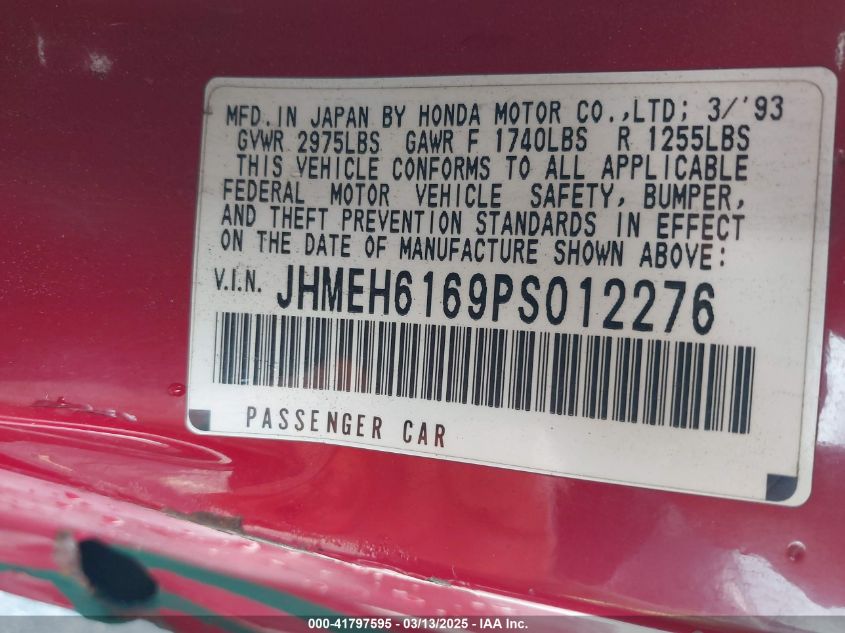 MFD. IN JAPAN BY HONDA MOTOR CO.,LTD; 3/'93
GVWR 2975LBS GAWR F 1740LBS R 1255LBS
THIS VEHICLE CONFORMS TO ALL APPLICABLE
FEDERAL MOTOR VEHICLE SAFETY, BUMPER,
AND THEFT PREVENTION STANDARDS IN EFFECT
ON THE DATE OF MANUFACTURE SHOWN ABOVE:
V.I.N. JHMEH6169PS012276
PASSENGER CAR
000-41797595 - 03/13/2025 - IAA Inc.